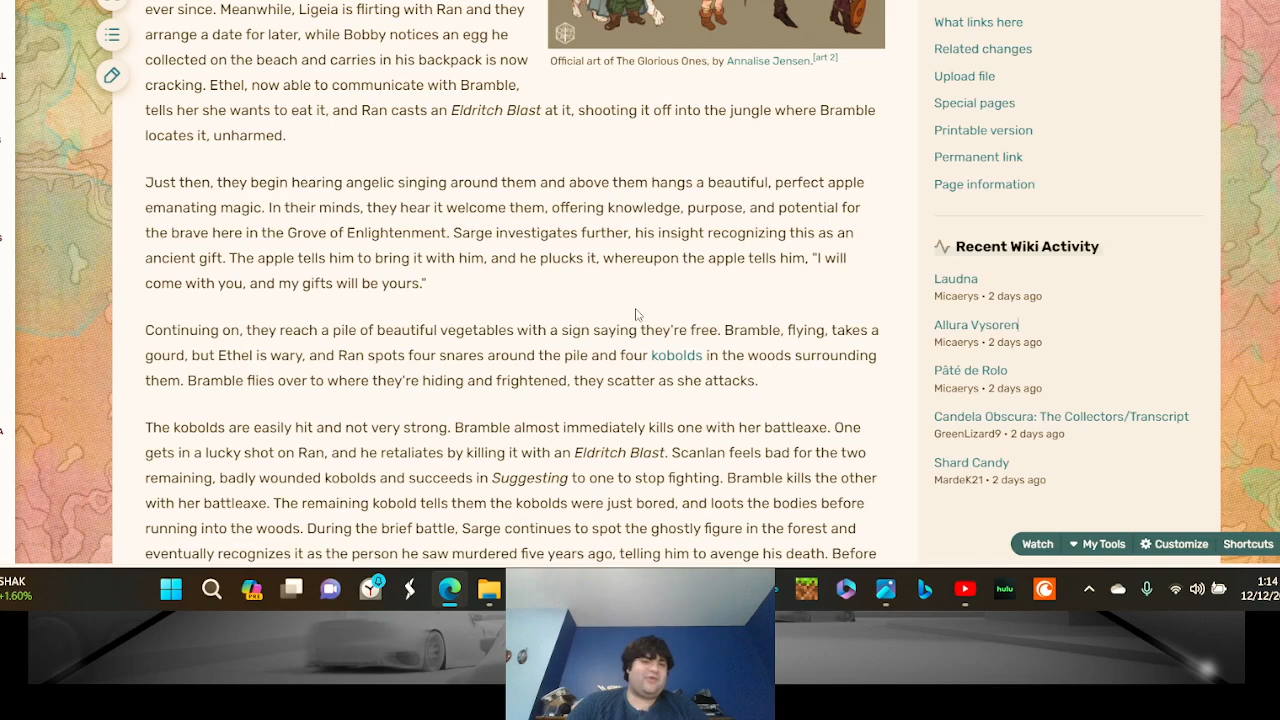 ever since. Meanwhile, Ligeia is flirting with Ran and they
arrange a date for later, while Bobby notices an egg he
collected on the beach and carries in his backpack is now
cracking. Ethel, now able to communicate with Bramble,
tells her she wants to eat it, and Ran casts an Eldritch Blast at it, shooting it off into the jungle where Bramble
locates it, unharmed.
Official art of The Glorious Ones, by Annalise Jensen.[art 2]
Just then, they begin hearing angelic singing around them and above them hangs a beautiful, perfect apple
emanating magic. In their minds, they hear it welcome them, offering knowledge, purpose, and potential for
the brave here in the Grove of Enlightenment. Sarge investigates further, his insight recognizing this as an
ancient gift. The apple tells him to bring it with him, and he plucks it, whereupon the apple tells him, "I will
come with you, and my gifts will be yours."
Continuing on, they reach a pile of beautiful vegetables with a sign saying they're free. Bramble, flying, takes a
gourd, but Ethel is wary, and Ran spots four snares around the pile and four kobolds in the woods surrounding
them. Bramble flies over to where they're hiding and frightened, they scatter as she attacks.
The kobolds are easily hit and not very strong. Bramble almost immediately kills one with her battleaxe. One
gets in a lucky shot on Ran, and he retaliates by killing it with an Eldritch Blast. Scanlan feels bad for the two
remaining, badly wounded kobolds and succeeds in Suggesting to one to stop fighting. Bramble kills the other
with her battleaxe. The remaining kobold tells them the kobolds were just bored, and loots the bodies before
running into the woods. During the brief battle, Sarge continues to spot the ghostly figure in the forest and
eventually recognizes it as the person he saw murdered five years ago, telling him to avenge his death. Before
What links here
Related changes
Upload file
Special pages
Printable version
Permanent link
Page information
Recent Wiki Activity
Laudna
Micaerys • 2 days ago
Allura Vysoren
Micaerys • 2 days ago
Pâté de Rolo
Micaerys • 2 days ago
Candela Obscura: The Collectors/Transcript
GreenLizard9 • 2 days ago
Shard Candy
MardeK21 • 2 days ago
Watch
My Tools
Customize
Shortcuts
SHAK
+1.60%
PRE
hulu
1:14
12/12/2